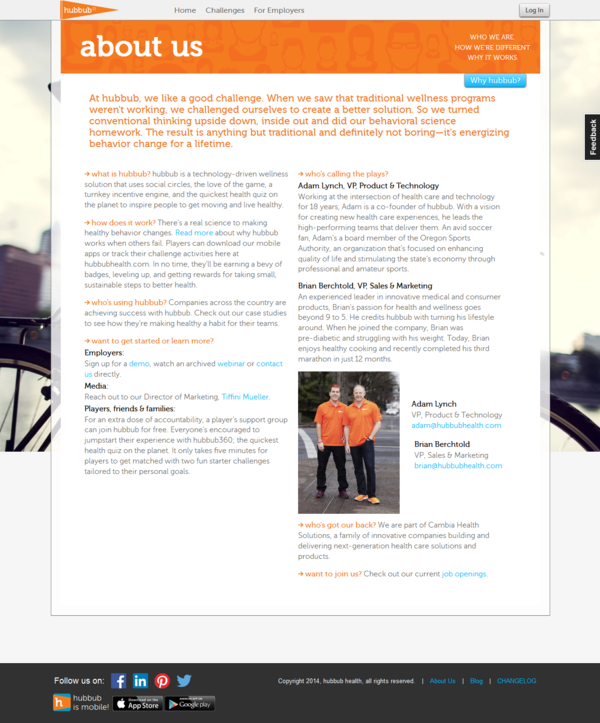 hubbub
Home
Challenges
For Employers
Log In
about us
WHO WE ARE.
HOW WE'RE DIFFERENT.
WHY IT WORKS.
Why hubbub?
Feedback
At hubbub, we like a good challenge. When we saw that traditional wellness programs
weren't working, we challenged ourselves to create a better solution. So we turned
conventional thinking upside down, inside out and did our behavioral science
homework. The result is anything but traditional and definitely not boring—it's energizing
behavior change for a lifetime.
→ what is hubbub? hubbub is a technology-driven wellness
solution that uses social circles, the love of the game, a
turnkey incentive engine, and the quickest health quiz on
the planet to inspire people to get moving and live healthy.
→ how does it work? There's a real science to making
healthy behavior changes. Read more about why hubbub
works when others fail. Players can download our mobile
apps or track their challenge activities here at
hubbubhealth.com. In no time, they'll be earning a bevy of
badges, leveling up, and getting rewards for taking small,
sustainable steps to better health.
→ who's using hubbub? Companies across the country are
achieving success with hubbub. Check out our case studies
to see how they're making healthy a habit for their teams.
→ want to get started or learn more?
Employers:
Sign up for a demo, watch an archived webinar or contact
us directly.
Media:
Reach out to our Director of Marketing, Tiffini Mueller.
Players, friends & families:
For an extra dose of accountability, a player's support group
can join hubbub for free. Everyone's encouraged to
jumpstart their experience with hubbub360; the quickest
health quiz on the planet. It only takes five minutes for
players to get matched with two fun starter challenges
tailored to their personal goals.
→ who's calling the plays?
Adam Lynch, VP, Product & Technology
Working at the intersection of health care and technology
for 18 years, Adam is a co-founder of hubbub. With a
vision for creating new health care experiences, he leads the
high-performing teams that deliver them. An avid soccer
fan, Adam's a board member of the Oregon Sports
Authority, an organization that's focused on enhancing
quality of life and stimulating the state's economy through
professional and amateur sports.
Brian Berchtold, VP, Sales & Marketing
An experienced leader in innovative medical and consumer
products, Brian's passion for health and wellness goes
beyond 9 to 5. He credits hubbub with turning his lifestyle
around. When he joined the company, Brian was
pre-diabetic and struggling with his weight. Today, Brian
enjoys healthy cooking and recently completed his third
marathon in just 12 months.
Adam Lynch
VP, Product & Technology
adam@hubbubhealth.com
Brian Berchtold
VP, Sales & Marketing
brian@hubbubhealth.com
→ who's got our back? We are part of Cambia Health
Solutions, a family of innovative companies building and
delivering next-generation health care solutions and
products.
→ want to join us? Check out our current job openings.
Follow us on:
Copyright 2014, hubbub health, all rights reserved. | About Us | Blog | CHANGELOG
h.
hubbub
is mobile!
Download on the
App Store
Google play